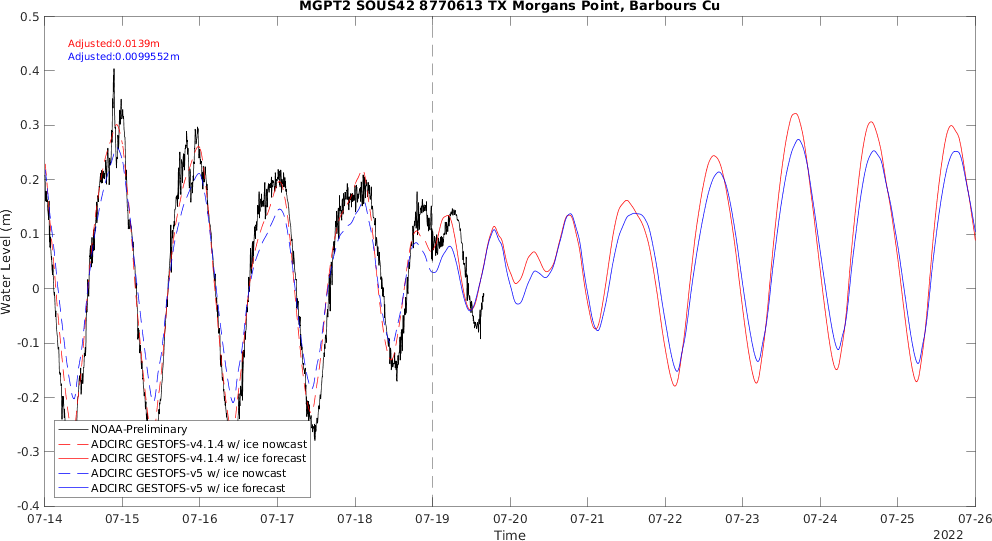 MGPT2 SOUS42 8770613 TX Morgans Point, Barbours Cu
Adjusted:0.0139m
Adjusted:0.0099552m
0.5
0.4
0.3
0.2
0.1
0
-0.1
-0.2
-0.3
-0.4
Water Level (m)
NOAA-Preliminary
ADCIRC GESTOFS-v4.1.4 w/ ice nowcast
ADCIRC GESTOFS-v4.1.4 w/ ice forecast
ADCIRC GESTOFS-v5 w/ ice nowcast
ADCIRC GESTOFS-v5 w/ ice forecast
07-14 07-15 07-16 07-17 07-18 07-19 07-20 07-21 07-22 07-23 07-24 07-25 07-26
Time
2022